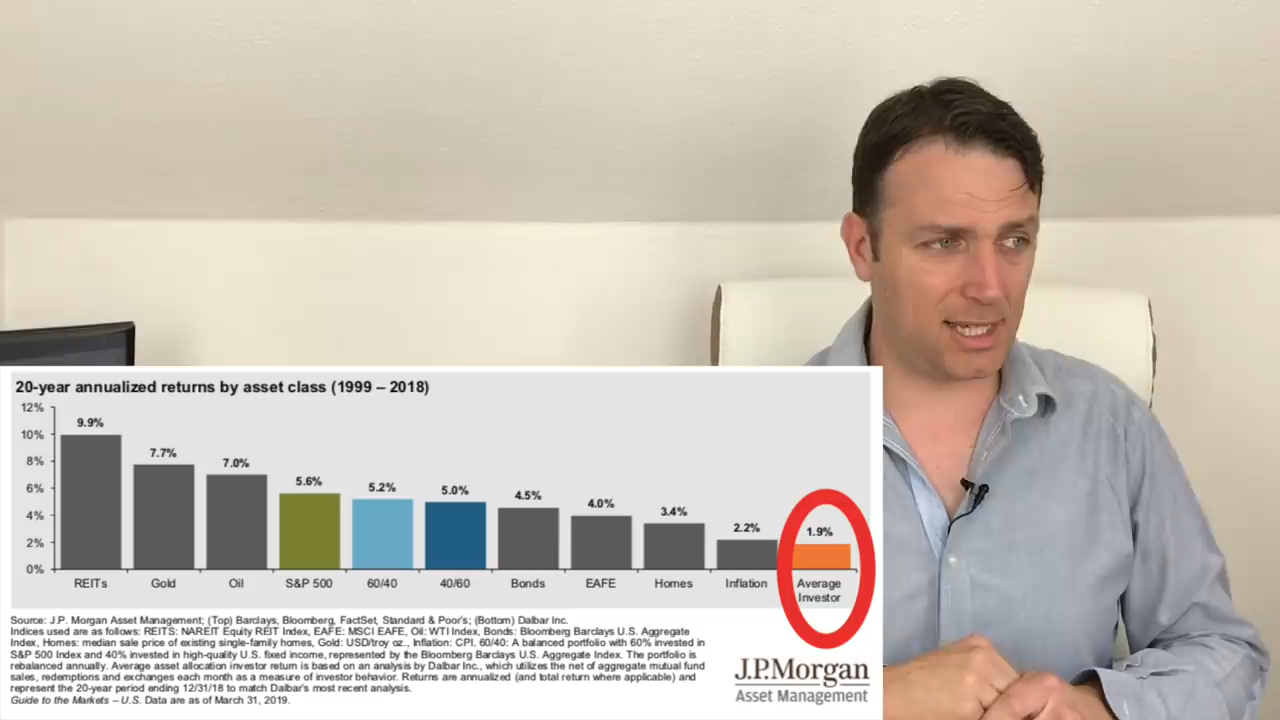 20-year annualized returns by asset class (1999 – 2018)
12%
10%
8%
6%
4%
2%
0%
9.9%
7.7%
7.0%
5.6%
5.2%
5.0%
4.5%
4.0%
3.4%
2.2%
1.9%
REITs Gold Oil S&P 500 60/40 40/60 Bonds EAFE Homes Inflation Average
Investor
Source: J.P. Morgan Asset Management; (Top) Barclays, Bloomberg, FactSet, Standard & Poor's; (Bottom) Dalbar Inc.
Indices used are as follows: REITS: NAREIT Equity REIT Index, EAFE: MSCI EAFE, Oil: WTI Index, Bonds: Bloomberg Barclays U.S. Aggregate
Index, Homes: median sale price of existing single-family homes, Gold: USD/troy oz., Inflation: CPI. 60/40: A balanced portfolio with 60% invested in
S&P 500 Index and 40% invested in high-quality U.S. fixed income, represented by the Bloomberg Barclays U.S. Aggregate Index. The portfolio is
rebalanced annually. Average asset allocation investor return is based on an analysis by Dalbar Inc., which utilizes the net of aggregate mutual fund
sales, redemptions and exchanges each month as a measure of investor behavior. Returns are annualized (and total return where applicable) and
represent the 20-year period ending 12/31/18 to match Dalbar's most recent analysis.
Guide to the Markets – U.S. Data are as of March 31, 2019.
J.P.Morgan
Asset Management